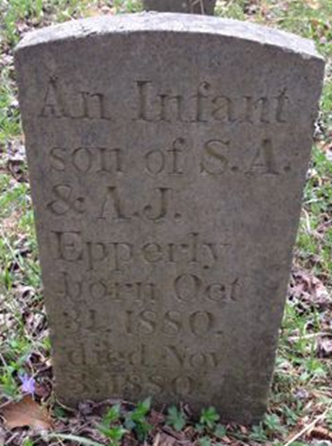 An Infant
son of S.A.
& A.J.
Epperly
born Oct
31, 1880.
died Nov
3, 1880.